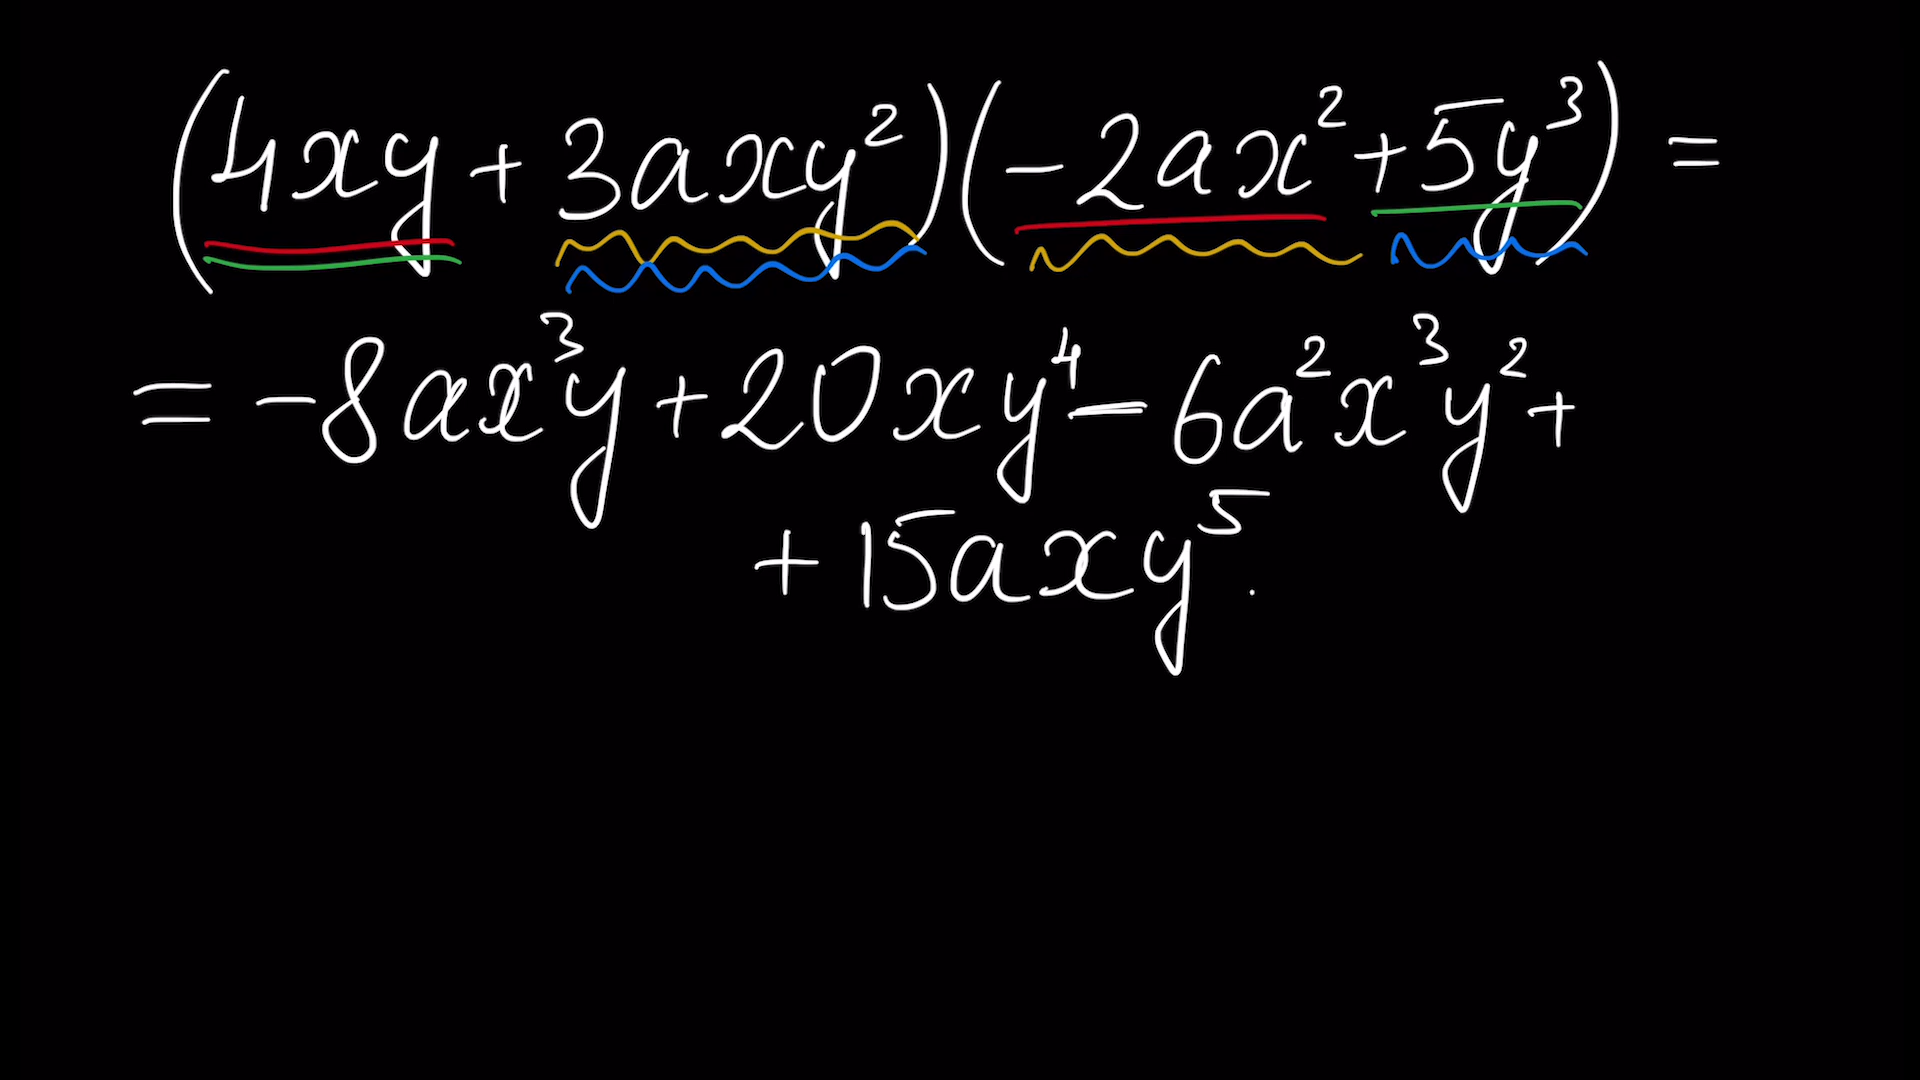 (4xy + 3axy²)(-2ax² + 5y³) =
= -8ax³y + 20xy⁴ - 6a²x³y² +
+ 15axy⁵.